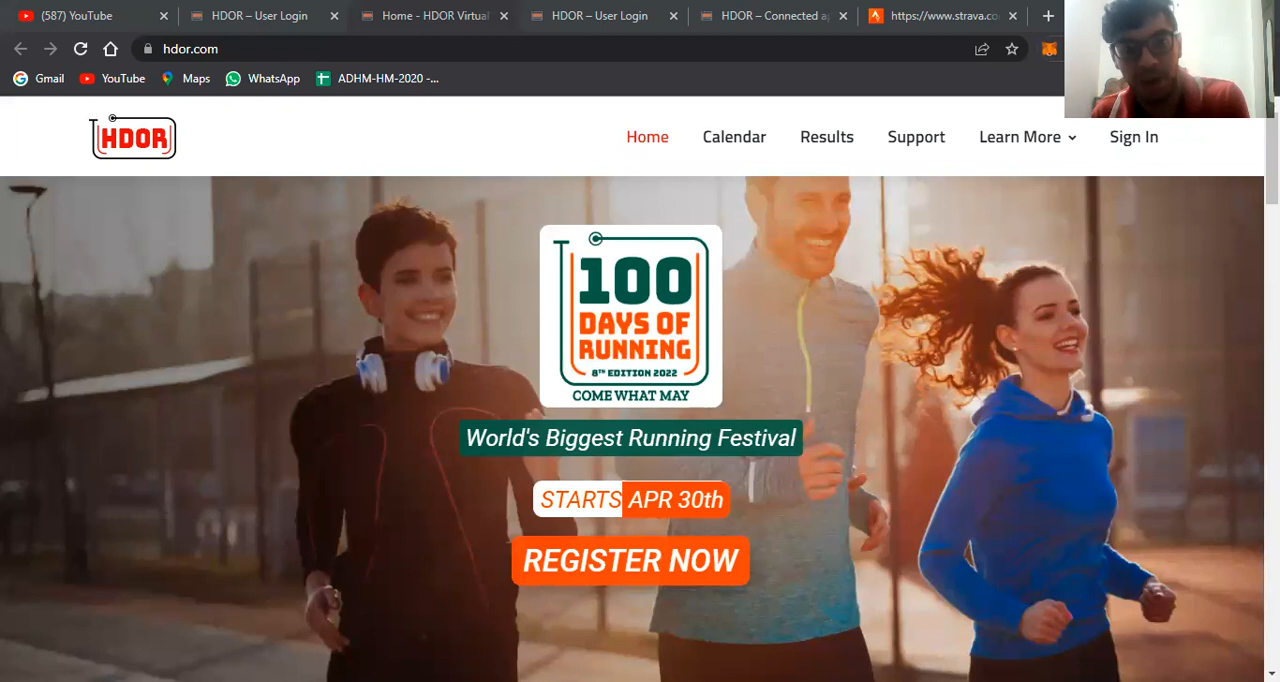 (587) YouTube
HDOR – User Login
Home - HDOR Virtual
HDOR – User Login
HDOR – Connected ap
https://www.strava.co
hdor.com
Gmail
YouTube
Maps
WhatsApp
ADHM-HM-2020 -...
HDOR
Home
Calendar
Results
Support
Learn More
Sign In
100
DAYS OF
RUNNING
8TH EDITION 2022
COME WHAT MAY
World's Biggest Running Festival
STARTS APR 30th
REGISTER NOW